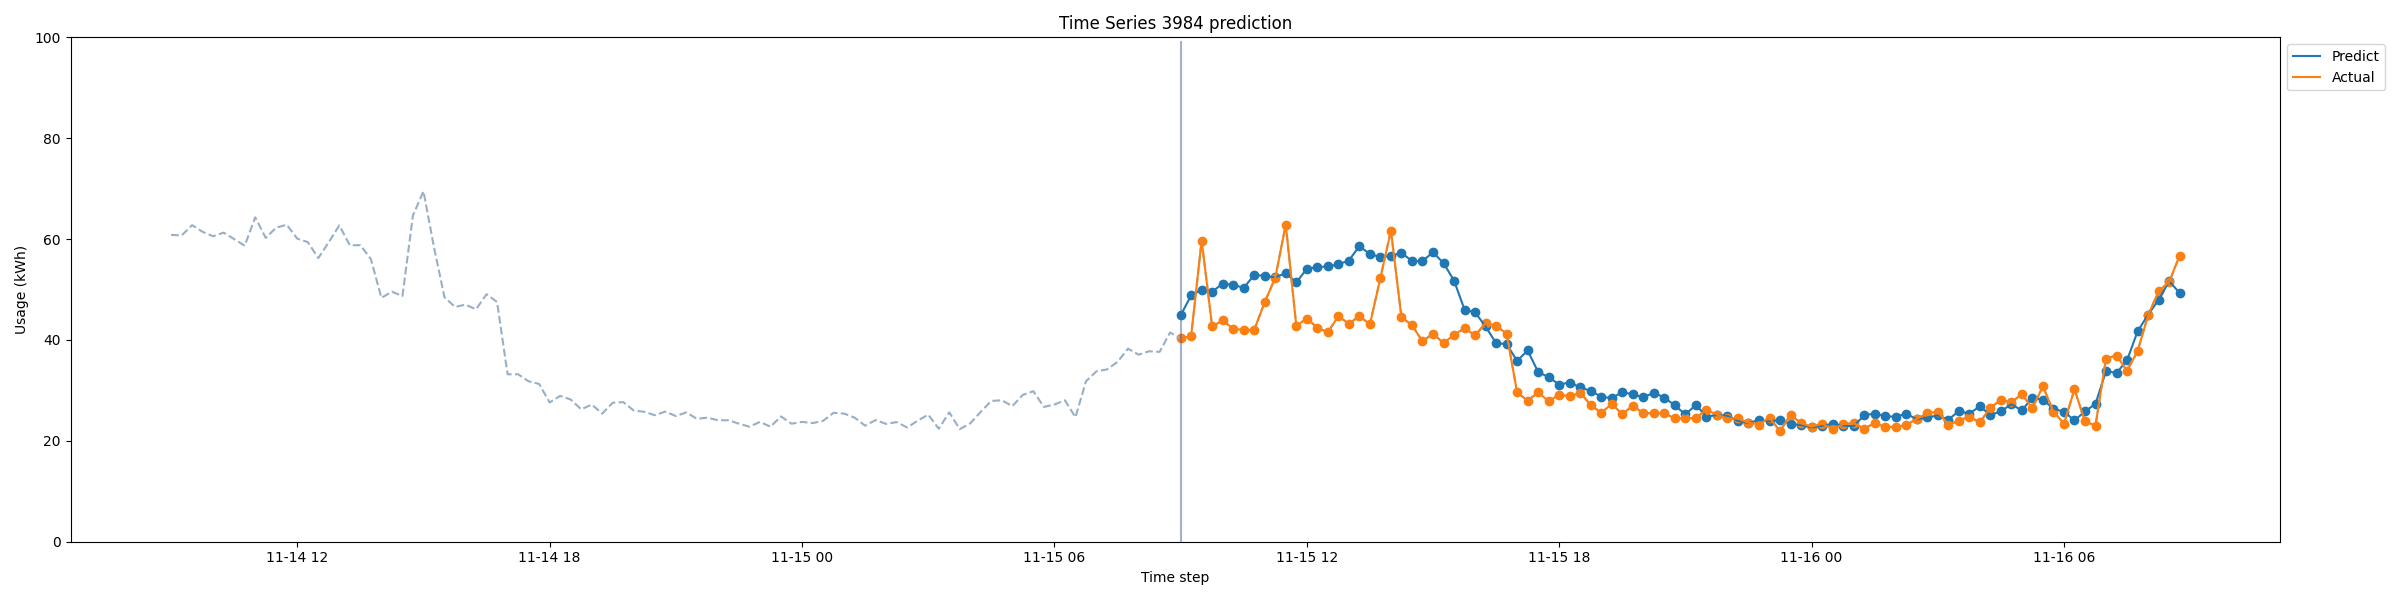 Time Series 3984 prediction
100
80
60
40
20
0
Usage (kWh)
11-14 12
11-14 18
11-15 00
11-15 06
11-15 12
11-15 18
11-16 00
11-16 06
Time step
Predict
Actual